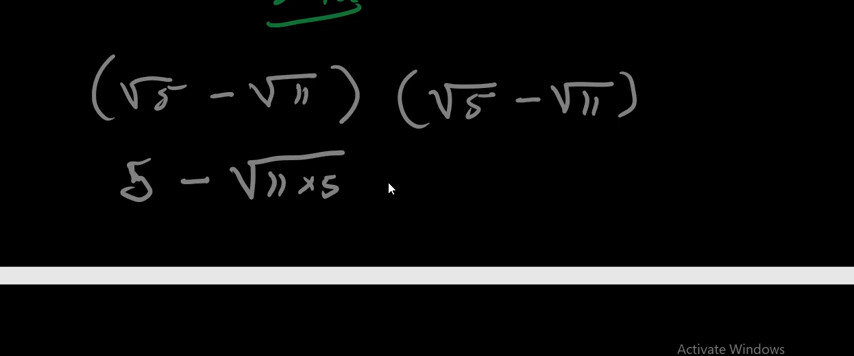 (√5 - √11) (√5 - √11)
5 - √11×5
Activate Windows